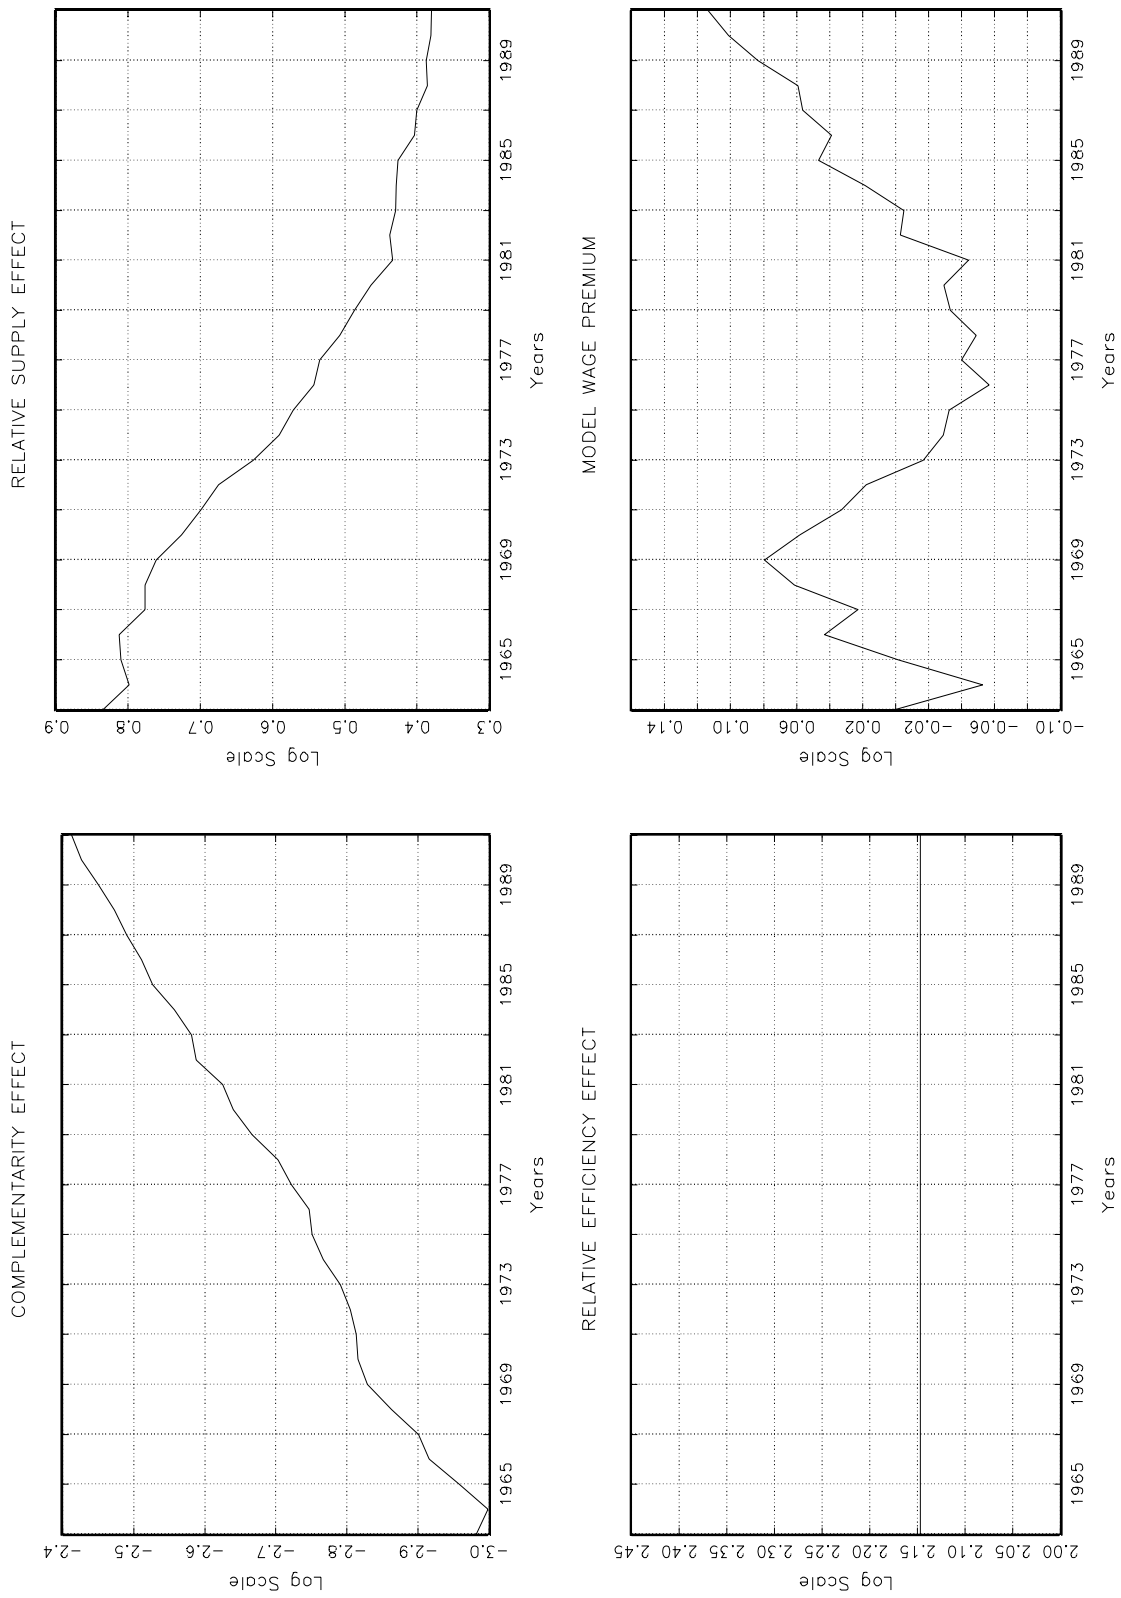 COMPLEMENTARITY EFFECT
Log Scale
-2.4
-2.5
-2.6
-2.7
-2.8
-2.9
-3.0
1965 1969 1973 1977 1981 1985 1989
Years
RELATIVE SUPPLY EFFECT
Log Scale
0.9
0.8
0.7
0.6
0.5
0.4
0.3
1965 1969 1973 1977 1981 1985 1989
Years
RELATIVE EFFICIENCY EFFECT
Log Scale
2.45
2.40
2.35
2.30
2.25
2.20
2.15
2.10
2.05
2.00
1965 1969 1973 1977 1981 1985 1989
Years
MODEL WAGE PREMIUM
Log Scale
0.14
0.10
0.06
0.02
-0.02
-0.06
-0.10
1965 1969 1973 1977 1981 1985 1989
Years